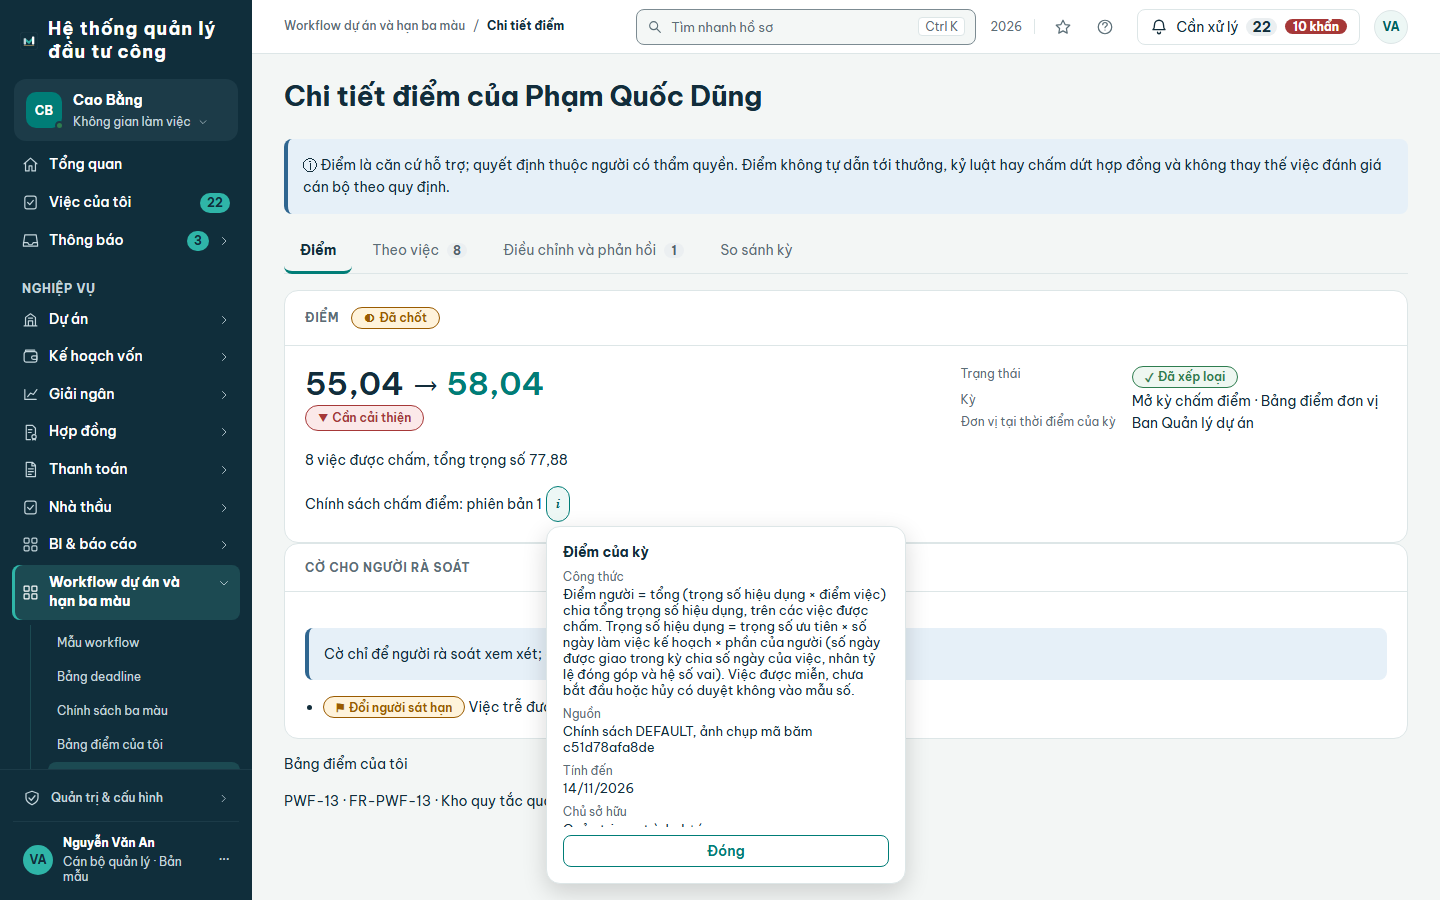 Hệ thống quản lý
đầu tư công
CB
Cao Bằng
Không gian làm việc
Tổng quan
Việc của tôi 22
Thông báo 3
NGHIỆP VỤ
Dự án
Kế hoạch vốn
Giải ngân
Hợp đồng
Thanh toán
Nhà thầu
BI & báo cáo
Workflow dự án và
hạn ba màu
Mẫu workflow
Bảng deadline
Chính sách ba màu
Bảng điểm của tôi
Quản trị & cấu hình
VA
Nguyễn Văn An
Cán bộ quản lý · Bản
mẫu
Workflow dự án và hạn ba màu / Chi tiết điểm
Tìm nhanh hồ sơ Ctrl K
2026
Cần xử lý 22 10 khẩn
VA
Chi tiết điểm của Phạm Quốc Dũng
Điểm là căn cứ hỗ trợ; quyết định thuộc người có thẩm quyền. Điểm không tự dẫn tới thưởng, kỷ luật hay chấm dứt hợp đồng và không thay thế việc đánh giá
cán bộ theo quy định.
Điểm Theo việc 8 Điều chỉnh và phản hồi 1 So sánh kỳ
ĐIỂM Đã chốt
55,04 → 58,04
Cần cải thiện
8 việc được chấm, tổng trọng số 77,88
Chính sách chấm điểm: phiên bản 1 i
Trạng thái Đã xếp loại
Kỳ Mở kỳ chấm điểm · Bảng điểm đơn vị
Đơn vị tại thời điểm của kỳ Ban Quản lý dự án
CỜ CHO NGƯỜI RÀ SOÁT
Cờ chỉ để người rà soát xem xét;
Đổi người sát hạn Việc trễ
Bảng điểm của tôi
PWF-13 · FR-PWF-13 · Kho quy tắc
Điểm của kỳ
Công thức
Điểm người = tổng (trọng số hiệu dụng × điểm việc)
chia tổng trọng số hiệu dụng, trên các việc được
chấm. Trọng số hiệu dụng = trọng số ưu tiên × số
ngày làm việc kế hoạch × phần của người (số ngày
được giao trong kỳ chia số ngày của việc, nhân tỷ
lệ đóng góp và hệ số vai). Việc được miễn, chưa
bắt đầu hoặc hủy có duyệt không vào mẫu số.
Nguồn
Chính sách DEFAULT, ảnh chụp mã băm
c51d78afa8de
Tính đến
14/11/2026
Chủ sở hữu
Đóng